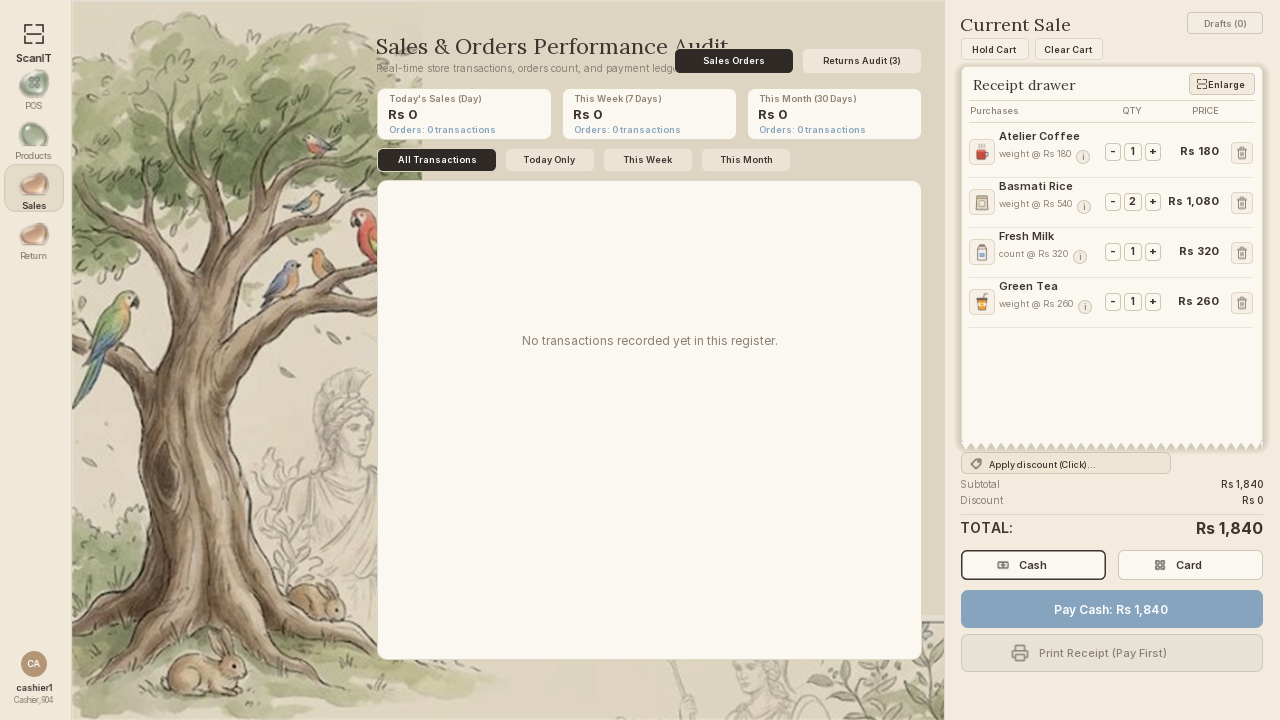 ScanIT
POS
Products
Sales
Return
CA
cashier1
Cashier_904
Sales & Orders Performance Audit
Real-time store transactions, orders count, and payment ledg
Sales Orders
Returns Audit (3)
Today's Sales (Day)
Rs 0
Orders: 0 transactions
This Week (7 Days)
Rs 0
Orders: 0 transactions
This Month (30 Days)
Rs 0
Orders: 0 transactions
All Transactions
Today Only
This Week
This Month
No transactions recorded yet in this register.
Current Sale
Drafts (0)
Hold Cart
Clear Cart
Receipt drawer
Enlarge
Purchases QTY PRICE
Atelier Coffee
weight @ Rs 180 i
- 1 + Rs 180
Basmati Rice
weight @ Rs 540 i
- 2 + Rs 1,080
Fresh Milk
count @ Rs 320 i
- 1 + Rs 320
Green Tea
weight @ Rs 260 i
- 1 + Rs 260
Apply discount (Click)...
Subtotal Rs 1,840
Discount Rs 0
TOTAL: Rs 1,840
Cash
Card
Pay Cash: Rs 1,840
Print Receipt (Pay First)